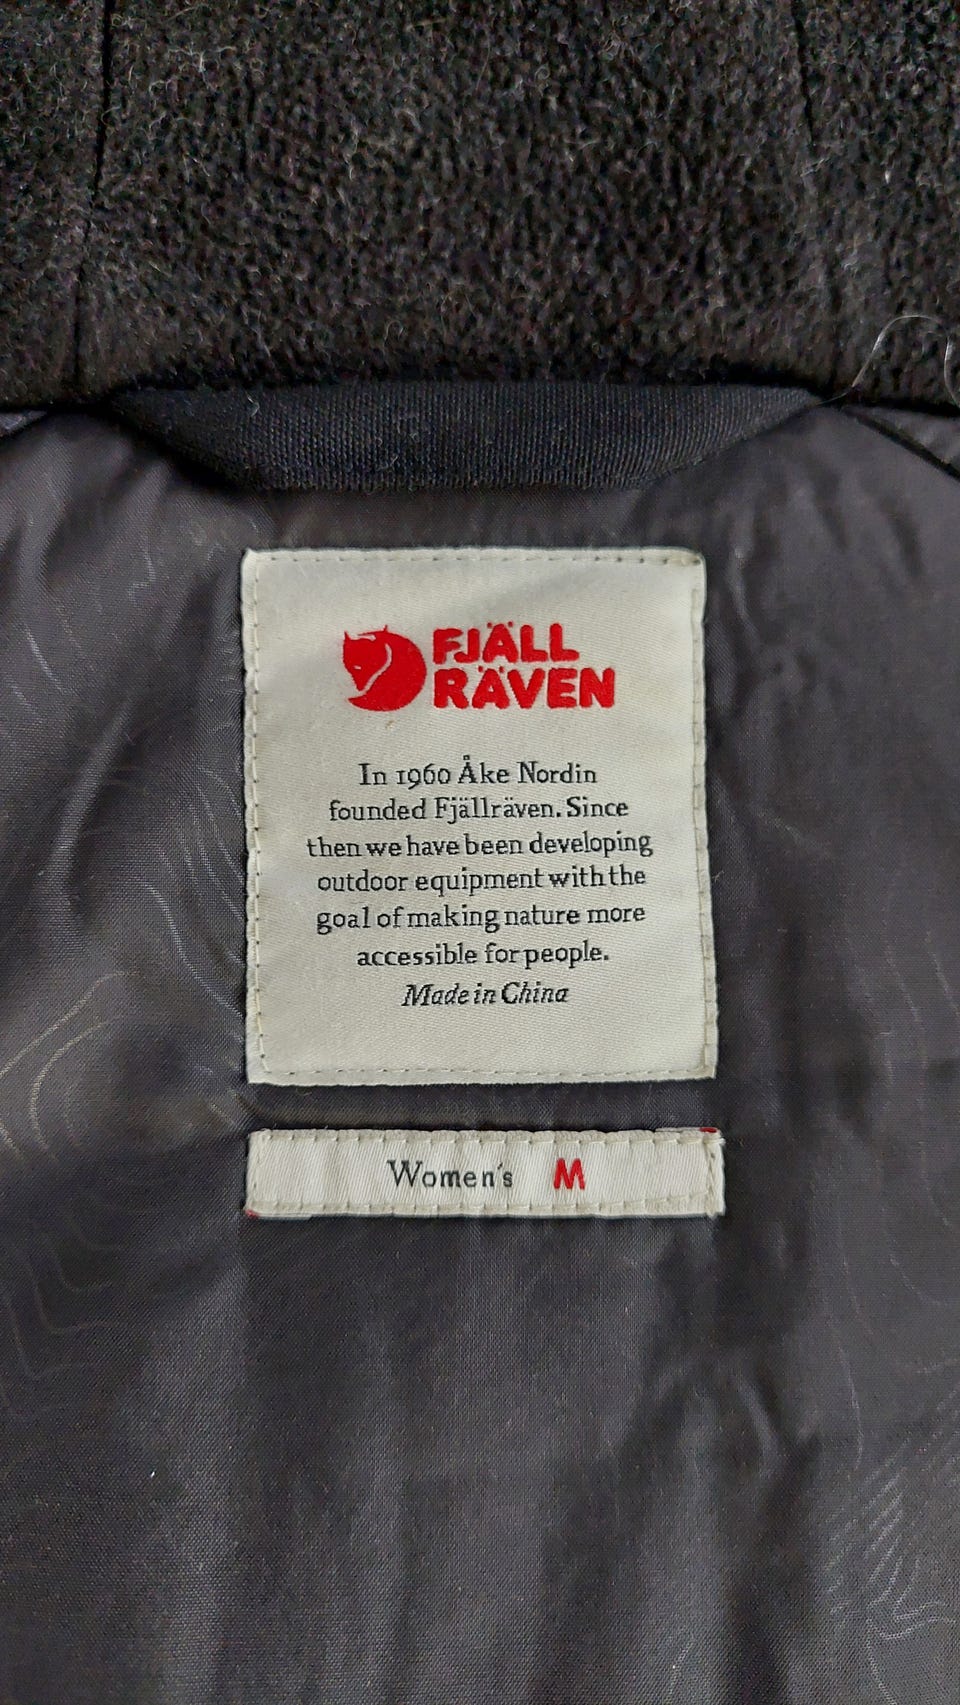 FJÄLL
RÄVEN
In 1960 Åke Nordin
founded Fjällräven. Since
then we have been developing
outdoor equipment with the
goal of making nature more
accessible for people.
Made in China
Women's M